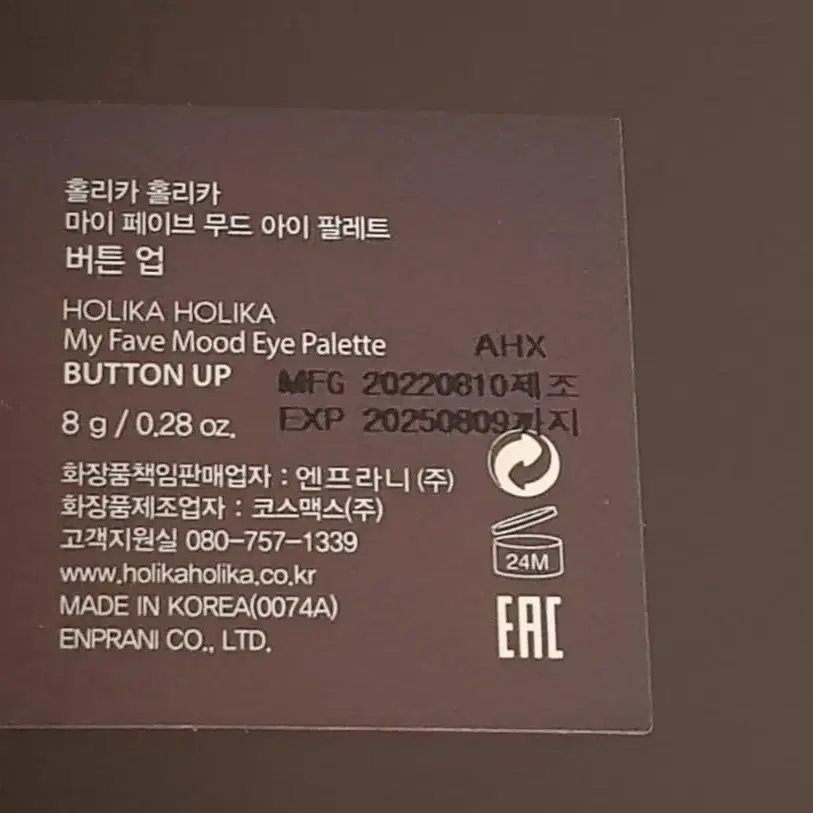 홀리카 홀리카
마이 페이브 무드 아이 팔레트
버튼 업
HOLIKA HOLIKA
My Fave Mood Eye Palette
BUTTON UP
8 g / 0.28 oz.
AHX
MFG 20220810제조
EXP 20250809까지
화장품책임판매업자 : 엔프라니 (주)
화장품제조업자 : 코스맥스(주)
고객지원실 080-757-1339
www.holikaholika.co.kr
MADE IN KOREA(0074A)
ENPRANI CO., LTD.
24M
EAC